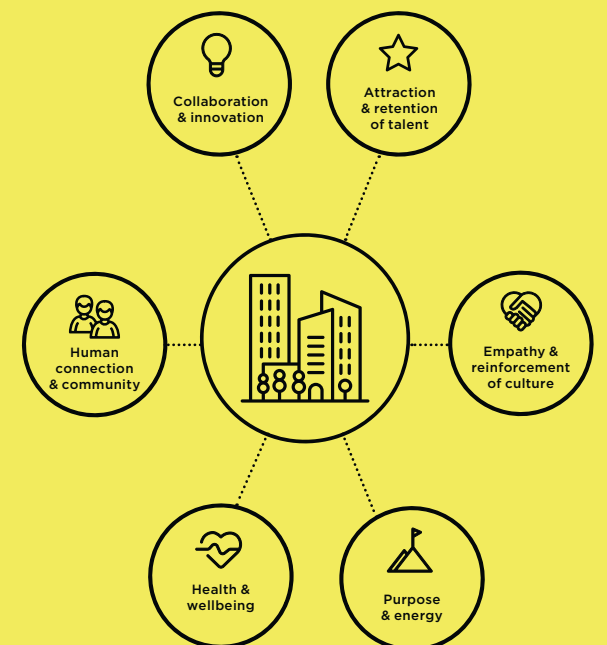 Collaboration
& innovation
Attraction
& retention
of talent
Human
connection
& community
Empathy &
reinforcement
of culture
Health &
wellbeing
Purpose
& energy